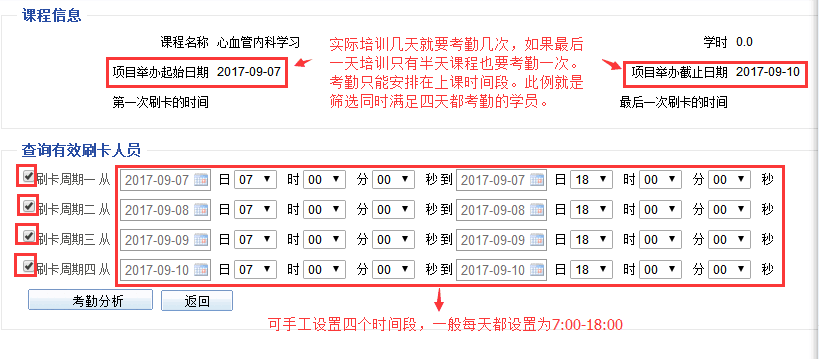 课程信息
课程名称 心血管内科学习
学时 0.0
实际培训几天就要考勤几次，如果最后
一天培训只有半天课程也要考勤一次。
考勤只能安排在上课时间段。此例就是
筛选同时满足四天都考勤的学员。
项目举办起始日期 2017-09-07
项目举办截止日期 2017-09-10
第一次刷卡的时间
最后一次刷卡的时间
查询有效刷卡人员
刷卡周期一 从 2017-09-07 日 07 时 00 分 00 秒 到 2017-09-07 日 18 时 00 分 00 秒
刷卡周期二 从 2017-09-08 日 07 时 00 分 00 秒 到 2017-09-08 日 18 时 00 分 00 秒
刷卡周期三 从 2017-09-09 日 07 时 00 分 00 秒 到 2017-09-09 日 18 时 00 分 00 秒
刷卡周期四 从 2017-09-10 日 07 时 00 分 00 秒 到 2017-09-10 日 18 时 00 分 00 秒
考勤分析 返回
可手工设置四个时间段，一般每天都设置为7:00-18:00